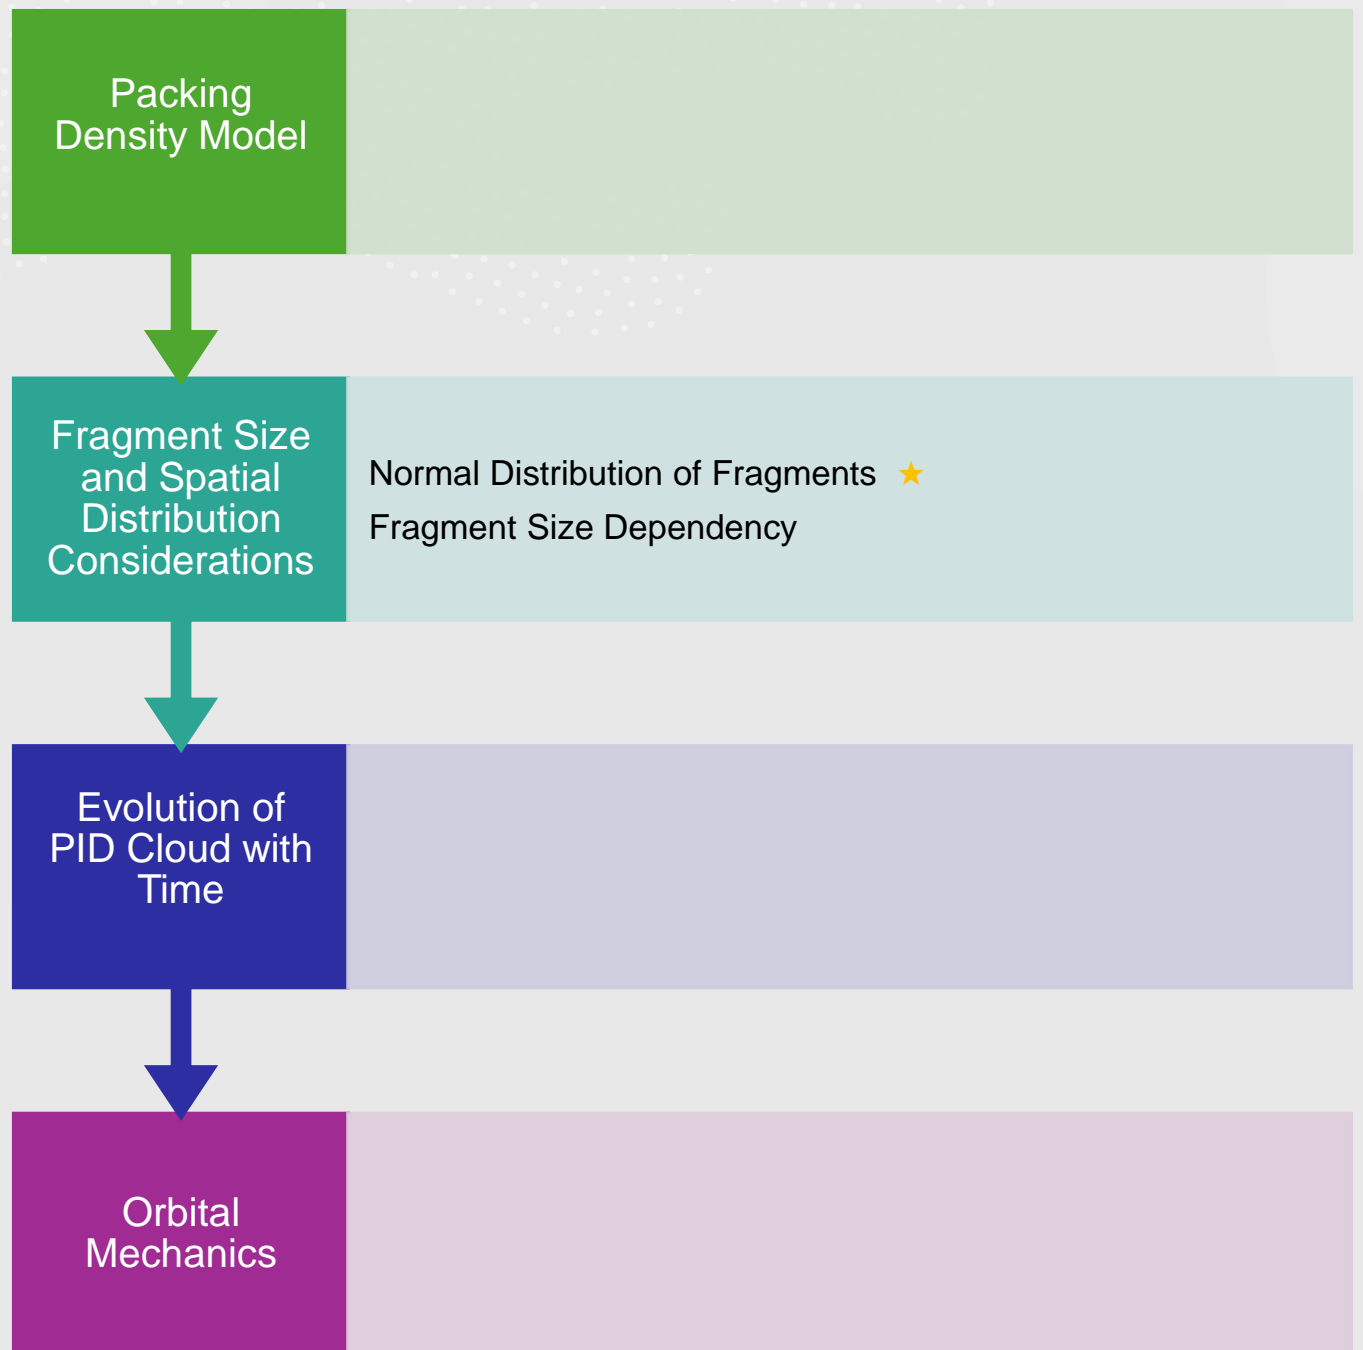 Packing
Density Model
Fragment Size
and Spatial
Distribution
Considerations
Normal Distribution of Fragments ★
Fragment Size Dependency
Evolution of
PID Cloud with
Time
Orbital
Mechanics